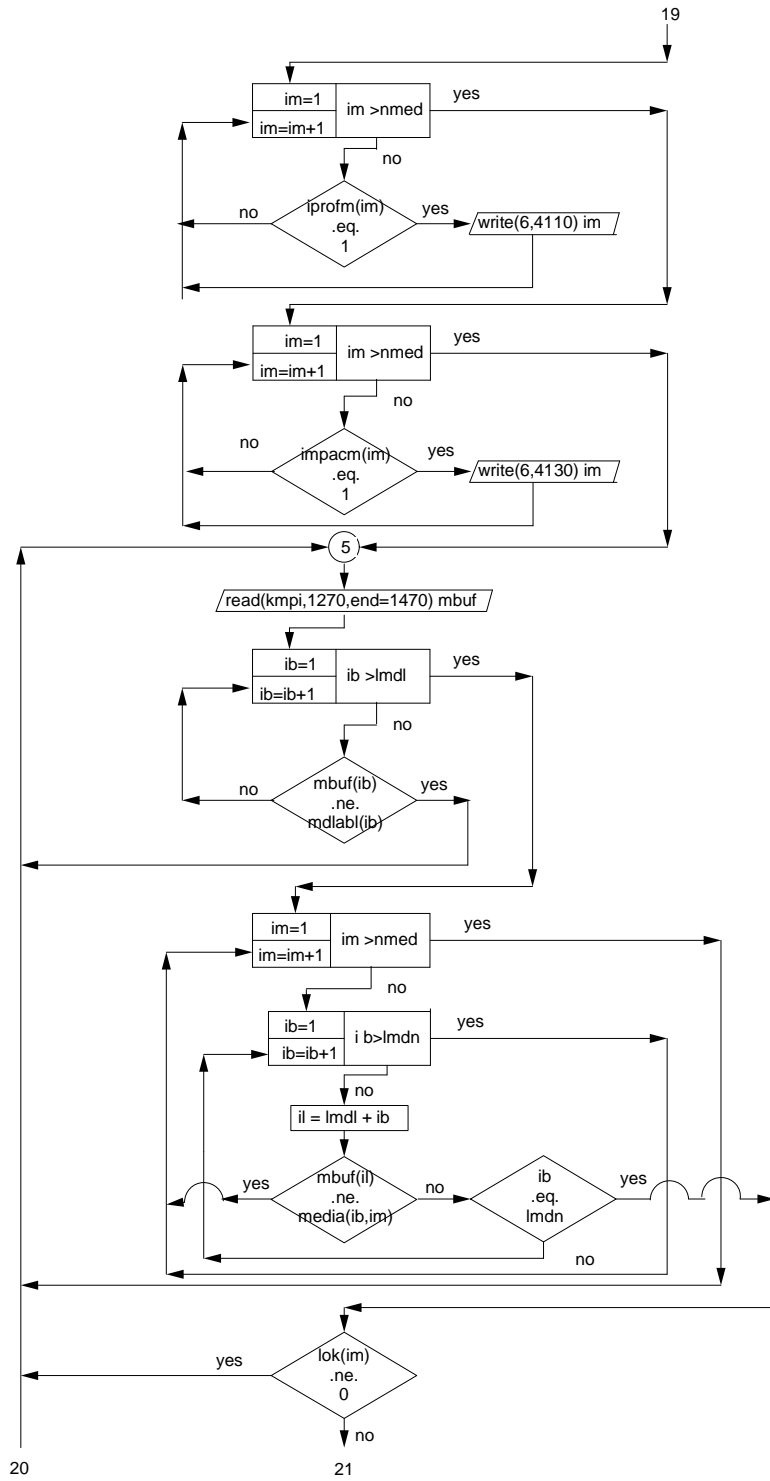 19
im=1
im >nmed
yes
im=im+1
no
iprofm(im)
.eq.
1
no
yes
write(6,4110) im
im=1
im >nmed
yes
im=im+1
no
impacm(im)
.eq.
1
no
yes
write(6,4130) im
5
read(kmpi,1270,end=1470) mbuf
ib=1
ib >lmdl
yes
ib=ib+1
no
mbuf(ib)
.ne.
mdlabl(ib)
no
yes
im=1
im >nmed
yes
im=im+1
no
ib=1
i b>lmdn
yes
ib=ib+1
no
il = lmdl + ib
yes
mbuf(il)
.ne.
media(ib,im)
no
ib
.eq.
lmdn
yes
no
lok(im)
.ne.
0
yes
no
20
21